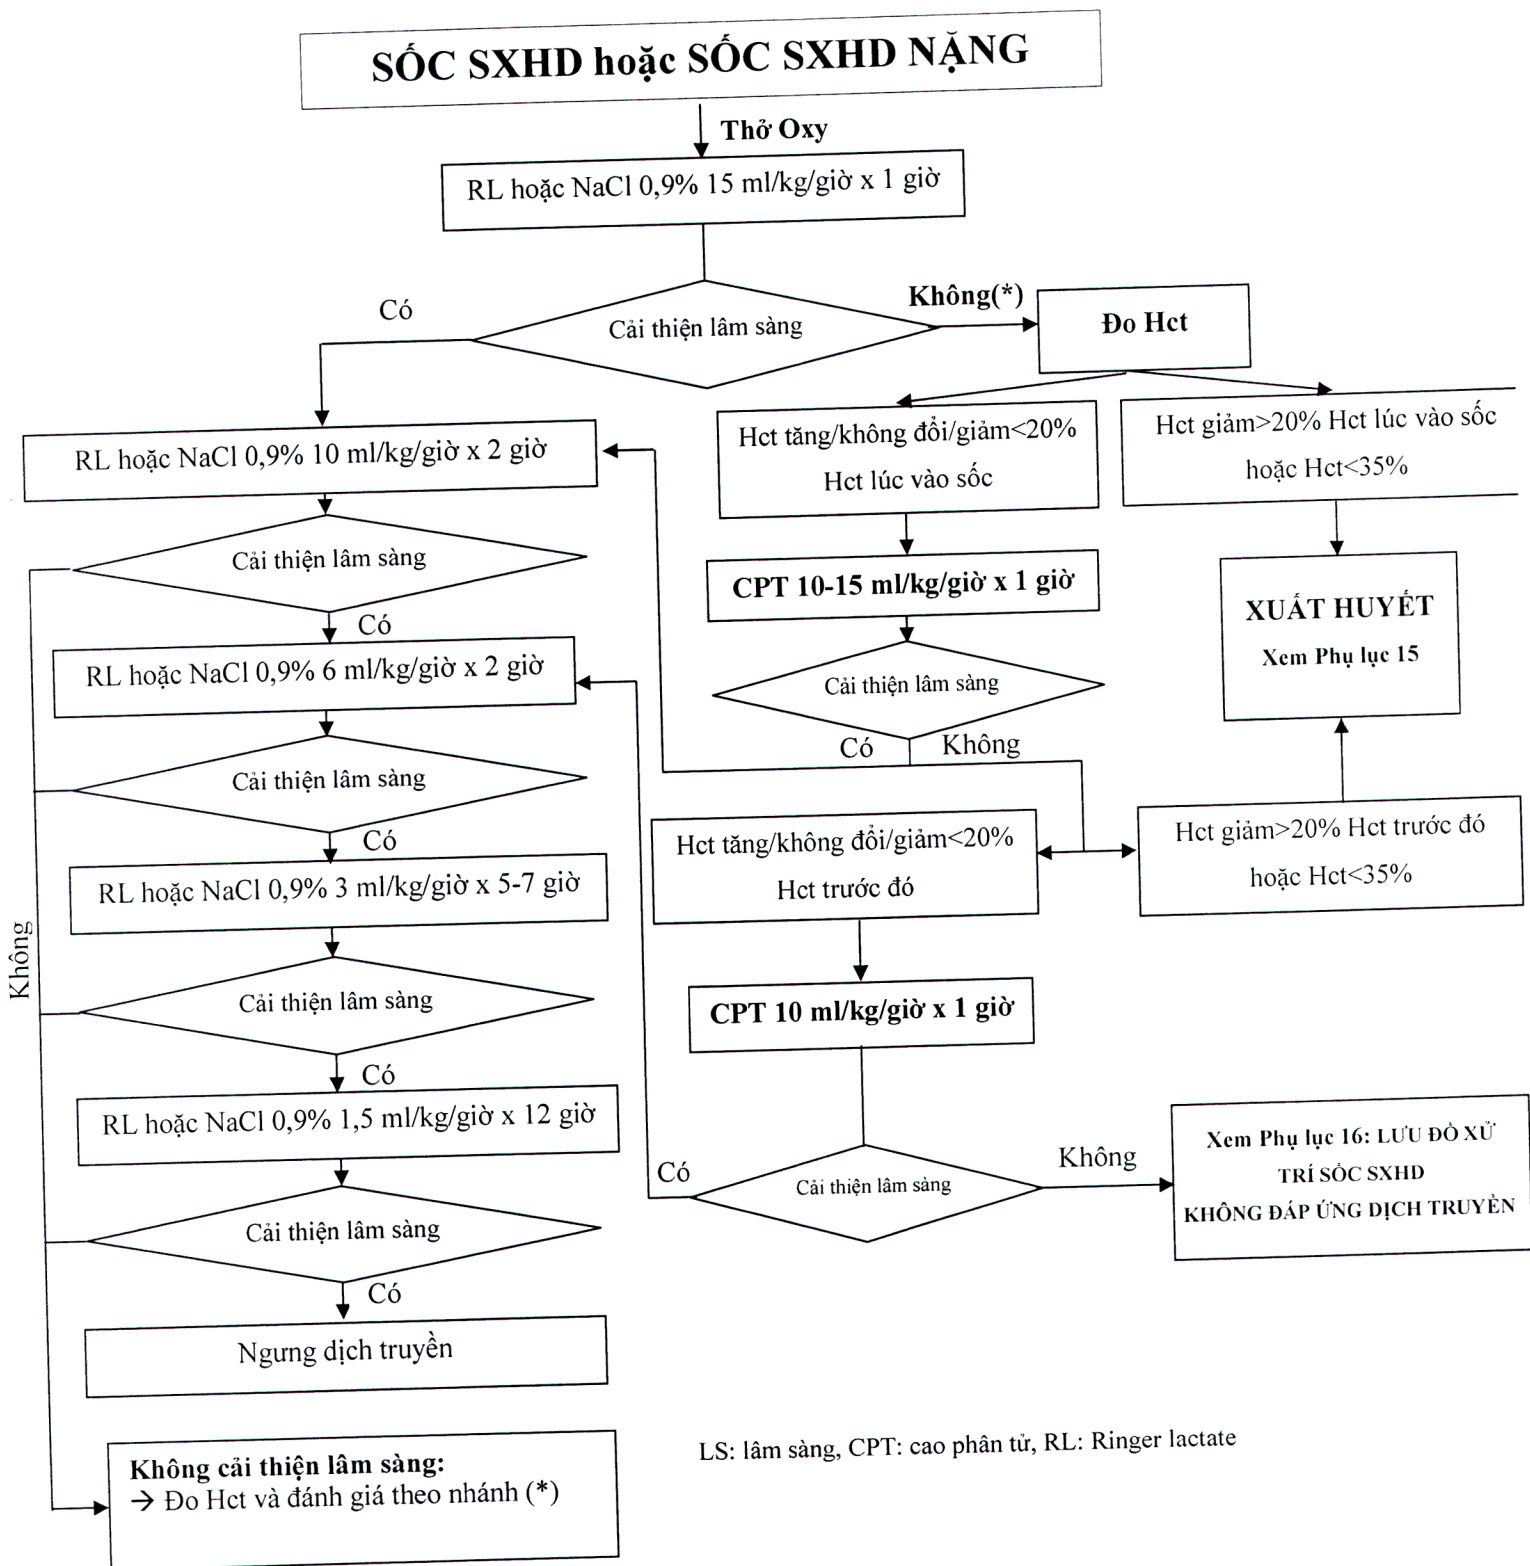 SỐC SXHD hoặc SỐC SXHD NẶNG
Thở Oxy
RL hoặc NaCl 0,9% 15 ml/kg/giờ x 1 giờ
Cải thiện lâm sàng
Có
Không(*)
Đo Hct
RL hoặc NaCl 0,9% 10 ml/kg/giờ x 2 giờ
Hct tăng/không đổi/giảm<20%
Hct lúc vào sốc
Hct giảm>20% Hct lúc vào sốc
hoặc Hct<35%
Cải thiện lâm sàng
Có
CPT 10-15 ml/kg/giờ x 1 giờ
XUẤT HUYẾT
Xem Phụ lục 15
RL hoặc NaCl 0,9% 6 ml/kg/giờ x 2 giờ
Cải thiện lâm sàng
Có
Không
Cải thiện lâm sàng
Có
Hct tăng/không đổi/giảm<20%
Hct trước đó
Hct giảm>20% Hct trước đó
hoặc Hct<35%
RL hoặc NaCl 0,9% 3 ml/kg/giờ x 5-7 giờ
Không
Cải thiện lâm sàng
Có
CPT 10 ml/kg/giờ x 1 giờ
RL hoặc NaCl 0,9% 1,5 ml/kg/giờ x 12 giờ
Có
Cải thiện lâm sàng
Không
Xem Phụ lục 16: LƯU ĐỒ XỬ
TRÍ SỐC SXHD
KHÔNG ĐÁP ỨNG DỊCH TRUYỀN
Cải thiện lâm sàng
Có
Ngưng dịch truyền
Không cải thiện lâm sàng:
→ Đo Hct và đánh giá theo nhánh (*)
LS: lâm sàng, CPT: cao phân tử, RL: Ringer lactate